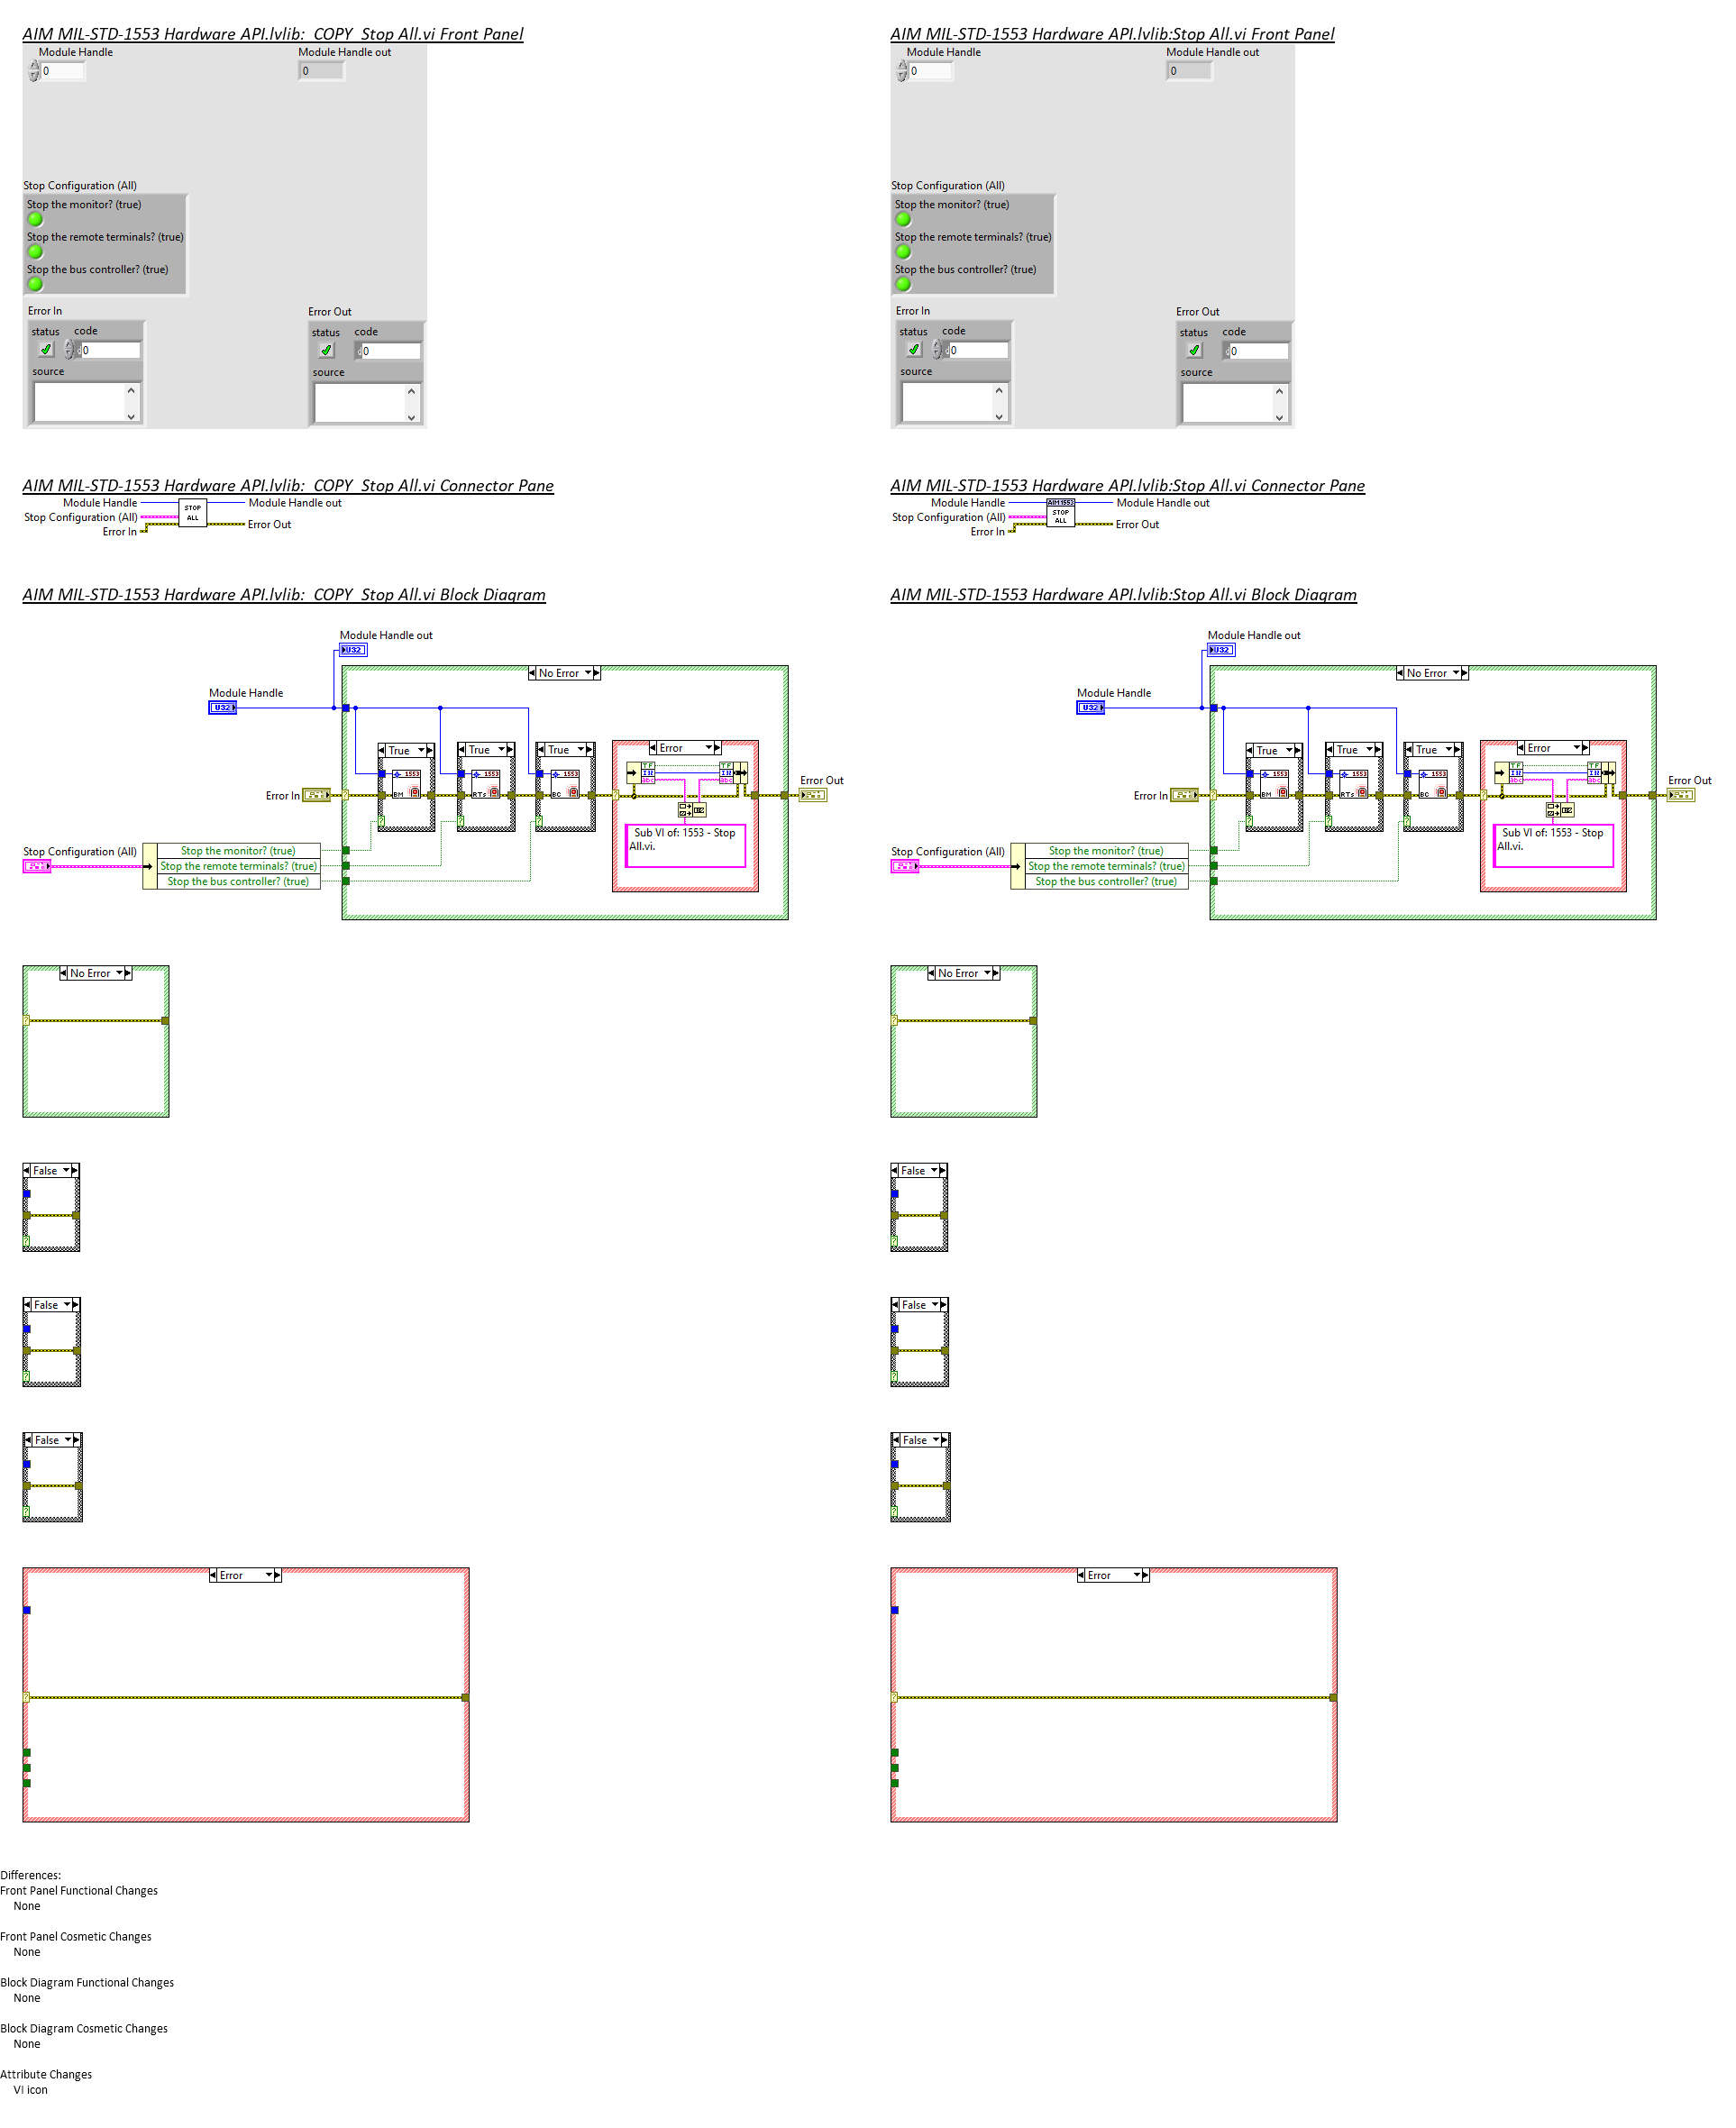 AIM MIL-STD-1553 Hardware API.lvlib:  COPY  Stop All.vi Front Panel
Module Handle
0
Module Handle out
0
Stop Configuration (All)
Stop the monitor? (true)
Stop the remote terminals? (true)
Stop the bus controller? (true)
Error In
status code
0
source
Error Out
status code
0
source
AIM MIL-STD-1553 Hardware API.lvlib:Stop All.vi Front Panel
Module Handle
0
Module Handle out
0
Stop Configuration (All)
Stop the monitor? (true)
Stop the remote terminals? (true)
Stop the bus controller? (true)
Error In
status code
0
source
Error Out
status code
0
source
AIM MIL-STD-1553 Hardware API.lvlib:  COPY  Stop All.vi Connector Pane
Module Handle
Stop Configuration (All)
Error In
STOP
ALL
Module Handle out
Error Out
AIM MIL-STD-1553 Hardware API.lvlib:Stop All.vi Connector Pane
Module Handle
Stop Configuration (All)
Error In
AIM1553
STOP
ALL
Module Handle out
Error Out
AIM MIL-STD-1553 Hardware API.lvlib:  COPY  Stop All.vi Block Diagram
Module Handle out
U32
No Error
Module Handle
U32
True
True
True
Error
1553
BM
1553
RTs
1553
BC
TF
TF
abc
abc
Error In
Error Out
Sub VI of: 1553 - Stop
All.vi.
Stop Configuration (All)
Stop the monitor? (true)
Stop the remote terminals? (true)
Stop the bus controller? (true)
AIM MIL-STD-1553 Hardware API.lvlib:Stop All.vi Block Diagram
Module Handle out
U32
No Error
Module Handle
U32
True
True
True
Error
1553
BM
1553
RTs
1553
BC
TF
TF
abc
abc
Error In
Error Out
Sub VI of: 1553 - Stop
All.vi.
Stop Configuration (All)
Stop the monitor? (true)
Stop the remote terminals? (true)
Stop the bus controller? (true)
No Error
No Error
False
False
False
False
False
False
Error
Error
Differences:
Front Panel Functional Changes
None
Front Panel Cosmetic Changes
None
Block Diagram Functional Changes
None
Block Diagram Cosmetic Changes
None
Attribute Changes
VI icon